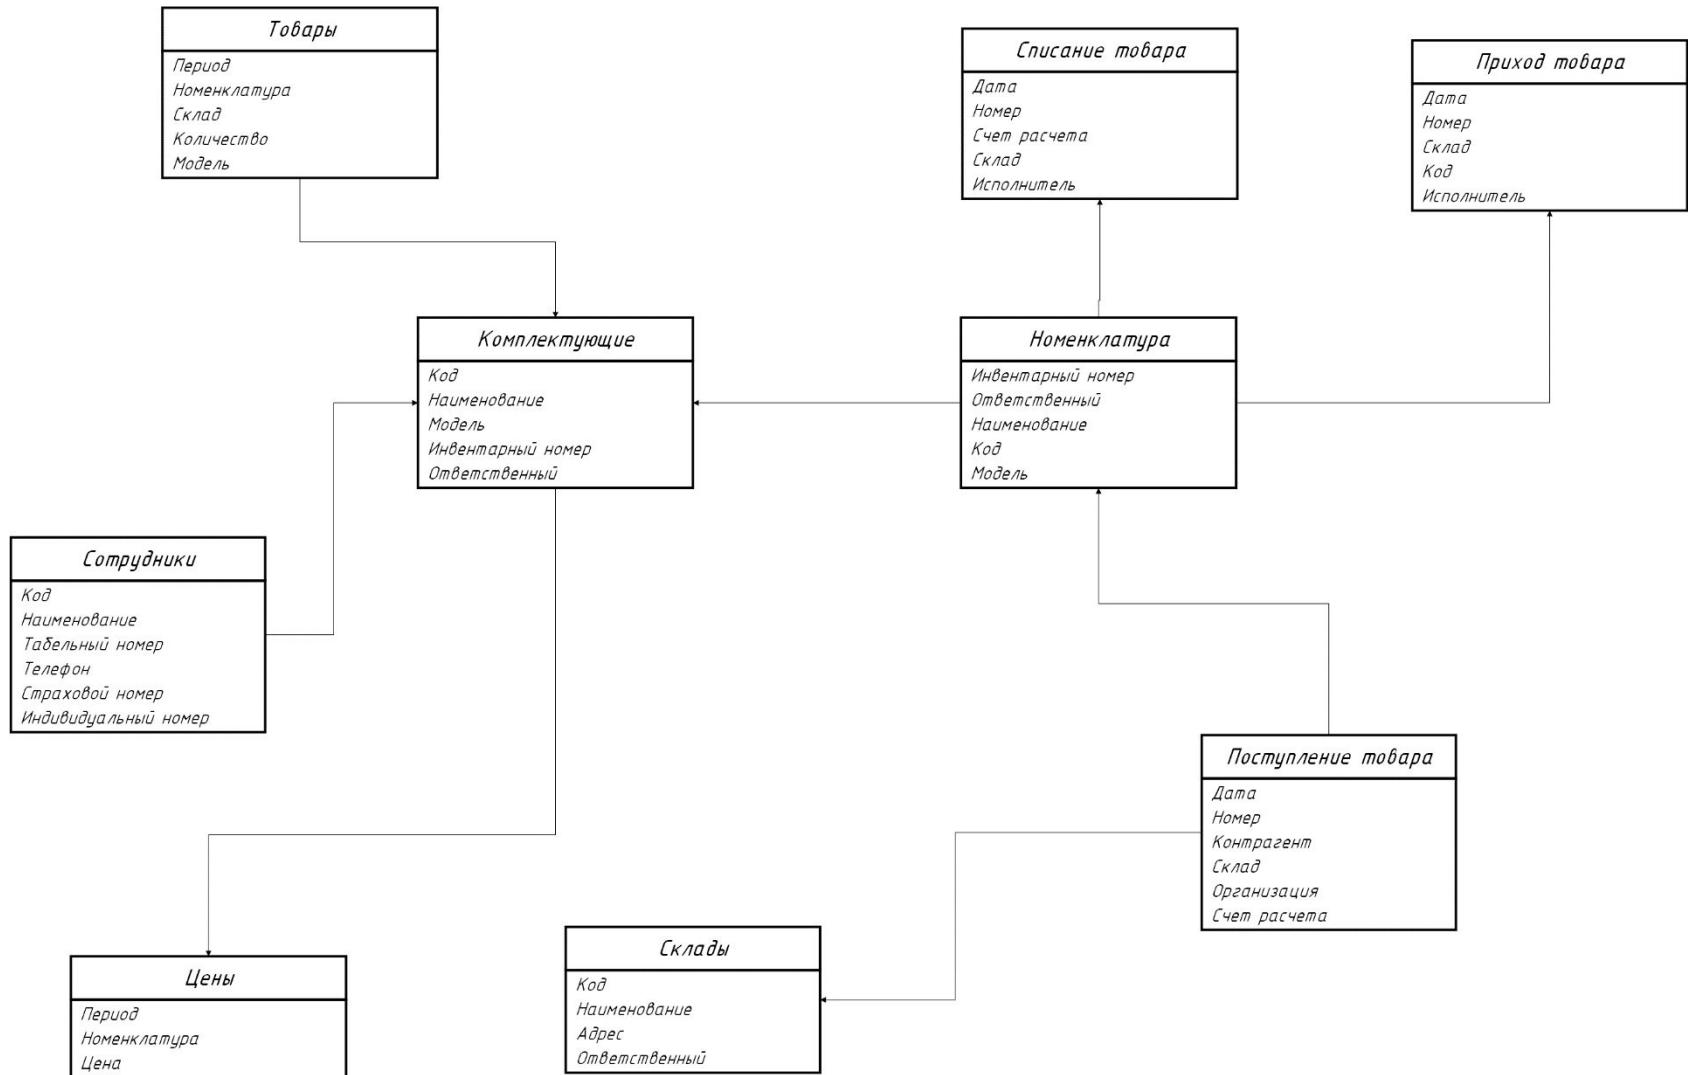 Товары
Период
Номенклатура
Склад
Количество
Модель
Списание товара
Дата
Номер
Счет расчета
Склад
Исполнитель
Приход товара
Дата
Номер
Склад
Код
Исполнитель
Комплектующие
Код
Наименование
Модель
Инвентарный номер
Ответственный
Номенклатура
Инвентарный номер
Ответственный
Наименование
Код
Модель
Сотрудники
Код
Наименование
Табельный номер
Телефон
Страховой номер
Индивидуальный номер
Поступление товара
Дата
Номер
Контрагент
Склад
Организация
Счет расчета
Цены
Период
Номенклатура
Цена
Склады
Код
Наименование
Адрес
Ответственный